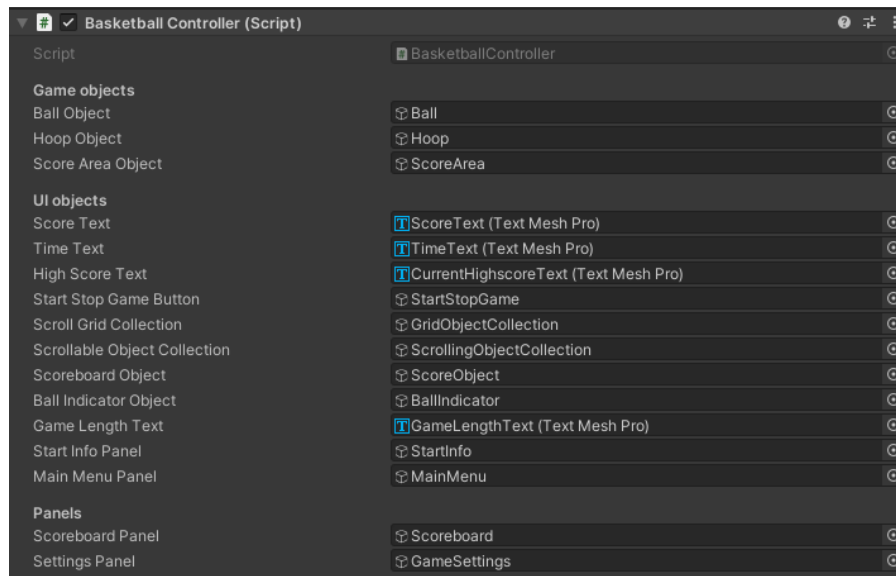 Basketball Controller (Script)
Script BasketballController
Game objects
Ball Object Ball
Hoop Object Hoop
Score Area Object ScoreArea
UI objects
Score Text ScoreText (Text Mesh Pro)
Time Text TimeText (Text Mesh Pro)
High Score Text CurrentHighscoreText (Text Mesh Pro)
Start Stop Game Button StartStopGame
Scroll Grid Collection GridObjectCollection
Scrollable Object Collection ScrollingObjectCollection
Scoreboard Object ScoreObject
Ball Indicator Object BallIndicator
Game Length Text GameLengthText (Text Mesh Pro)
Start Info Panel StartInfo
Main Menu Panel MainMenu
Panels
Scoreboard Panel Scoreboard
Settings Panel GameSettings